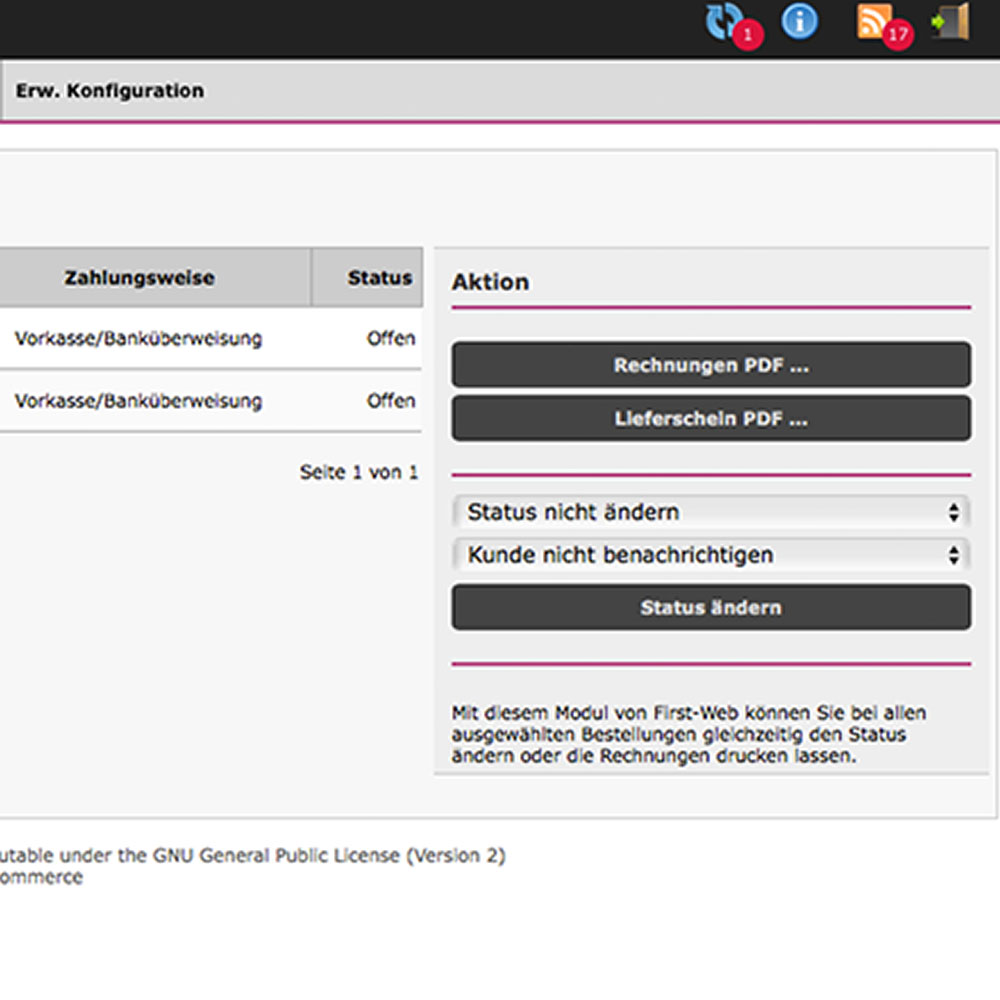 1
17
Erw. Konfiguration
Zahlungsweise Status
Vorkasse/Banküberweisung Offen
Vorkasse/Banküberweisung Offen
Seite 1 von 1
Aktion
Rechnungen PDF ...
Lieferschein PDF ...
Status nicht ändern
Kunde nicht benachrichtigen
Status ändern
Mit diesem Modul von First-Web können Sie bei allen
ausgewählten Bestellungen gleichzeitig den Status
ändern oder die Rechnungen drucken lassen.
utable under the GNU General Public License (Version 2)
ommerce